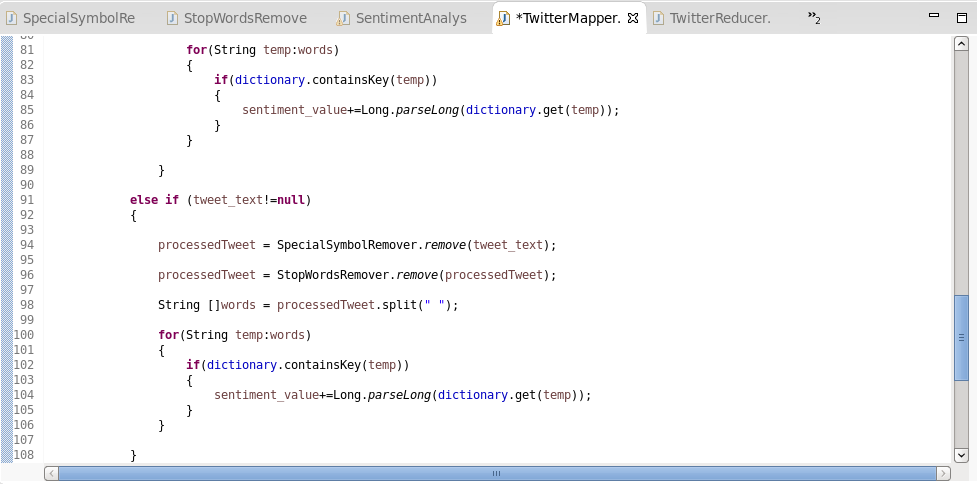 SpecialSymbolRe StopWordsRemove SentimentAnalys *TwitterMapper. TwitterReducer. »2
80
81 for(String temp:words)
82 {
83 if(dictionary.containsKey(temp))
84 {
85 sentiment_value+=Long.parseLong(dictionary.get(temp));
86 }
87 }
88
89 }
90
91 else if (tweet_text!=null)
92 {
93
94 processedTweet = SpecialSymbolRemover.remove(tweet_text);
95
96 processedTweet = StopWordsRemover.remove(processedTweet);
97
98 String []words = processedTweet.split(" ");
99
100 for(String temp:words)
101 {
102 if(dictionary.containsKey(temp))
103 {
104 sentiment_value+=Long.parseLong(dictionary.get(temp));
105 }
106 }
107
108 }